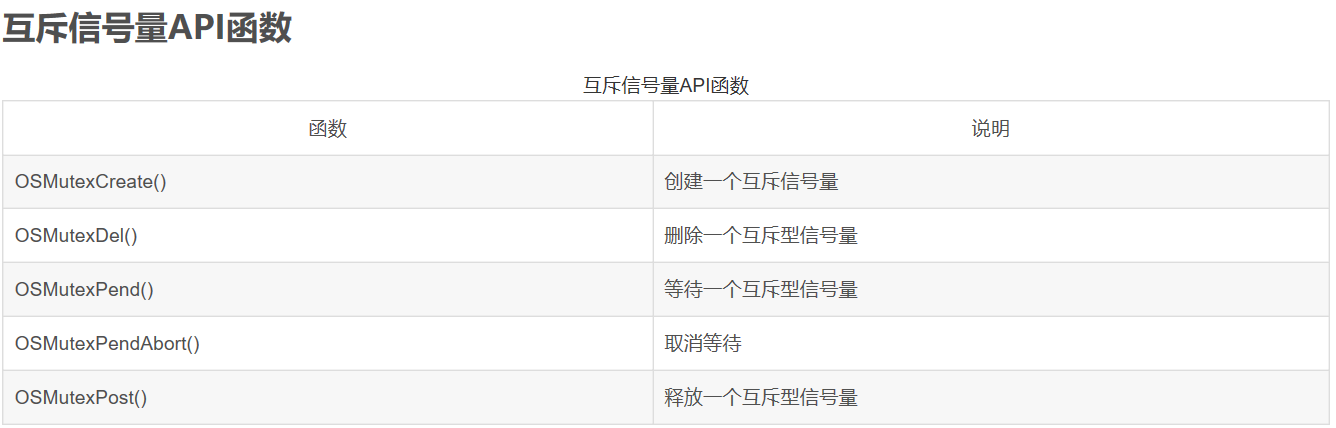 互斥信号量API函数
互斥信号量API函数
函数 说明
OSMutexCreate() 创建一个互斥信号量
OSMutexDel() 删除一个互斥型信号量
OSMutexPend() 等待一个互斥型信号量
OSMutexPendAbort() 取消等待
OSMutexPost() 释放一个互斥型信号量